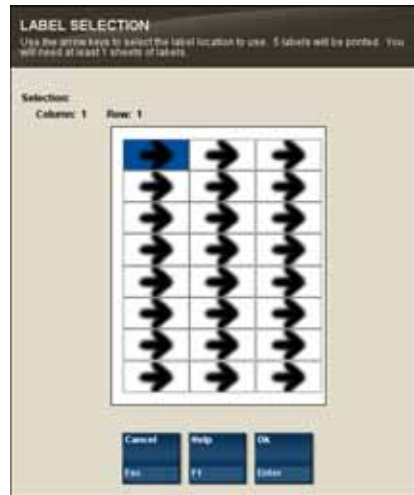 LABEL SELECTION
Use the arrow keys to select the label location to use. 5 labels will be printed. You
will need at least 1 sheets of labels.
Selection:
Column: 1 Row: 1
Cancel Help Ok
Esc F1 Enter